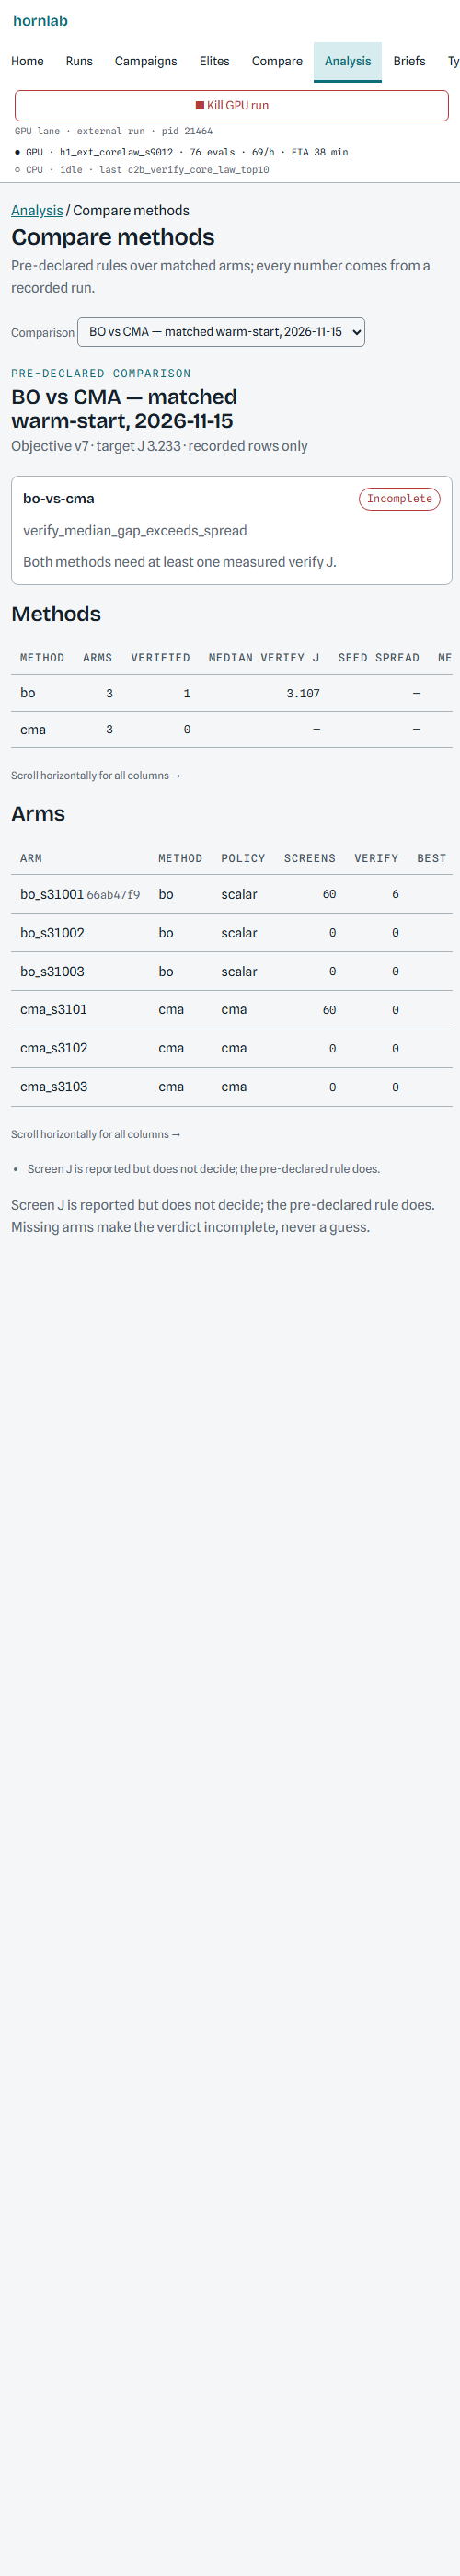 hornlab
Home Runs Campaigns Elites Compare Analysis Briefs Ty
Kill GPU run
GPU lane · external run · pid 21464
● GPU · h1_ext_corelaw_s9012 · 76 evals · 69/h · ETA 38 min
○ CPU · idle · last c2b_verify_core_law_top10
Analysis / Compare methods
Compare methods
Pre-declared rules over matched arms; every number comes from a
recorded run.
Comparison BO vs CMA — matched warm-start, 2026-11-15
PRE-DECLARED COMPARISON
BO vs CMA — matched
warm-start, 2026-11-15
Objective v7 · target J 3.233 · recorded rows only
bo-vs-cma Incomplete
verify_median_gap_exceeds_spread
Both methods need at least one measured verify J.
Methods
METHOD ARMS VERIFIED MEDIAN VERIFY J SEED SPREAD ME
bo 3 1 3.107 —
cma 3 0 — —
Scroll horizontally for all columns →
Arms
ARM METHOD POLICY SCREENS VERIFY BEST
bo_s31001 66ab47f9 bo scalar 60 6
bo_s31002 bo scalar 0 0
bo_s31003 bo scalar 0 0
cma_s3101 cma cma 60 0
cma_s3102 cma cma 0 0
cma_s3103 cma cma 0 0
Scroll horizontally for all columns →
• Screen J is reported but does not decide; the pre-declared rule does.
Screen J is reported but does not decide; the pre-declared rule does.
Missing arms make the verdict incomplete, never a guess.